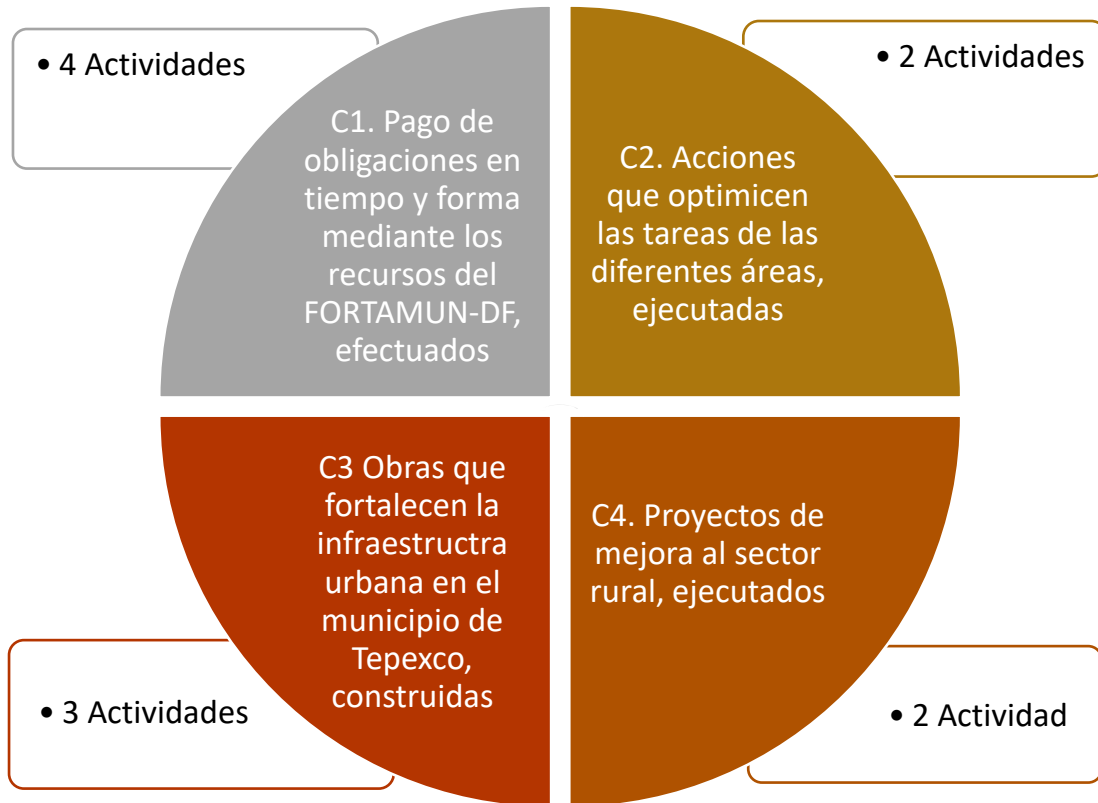 • 4 Actividades
C1. Pago de
obligaciones en
tiempo y forma
mediante los
recursos del
FORTAMUN-DF,
efectuados
• 2 Actividades
C2. Acciones
que optimicen
las tareas de las
diferentes áreas,
ejecutadas
C3 Obras que
fortalecen la
infraestructra
urbana en el
municipio de
Tepexco,
construidas
• 3 Actividades
C4. Proyectos de
mejora al sector
rural, ejecutados
• 2 Actividad